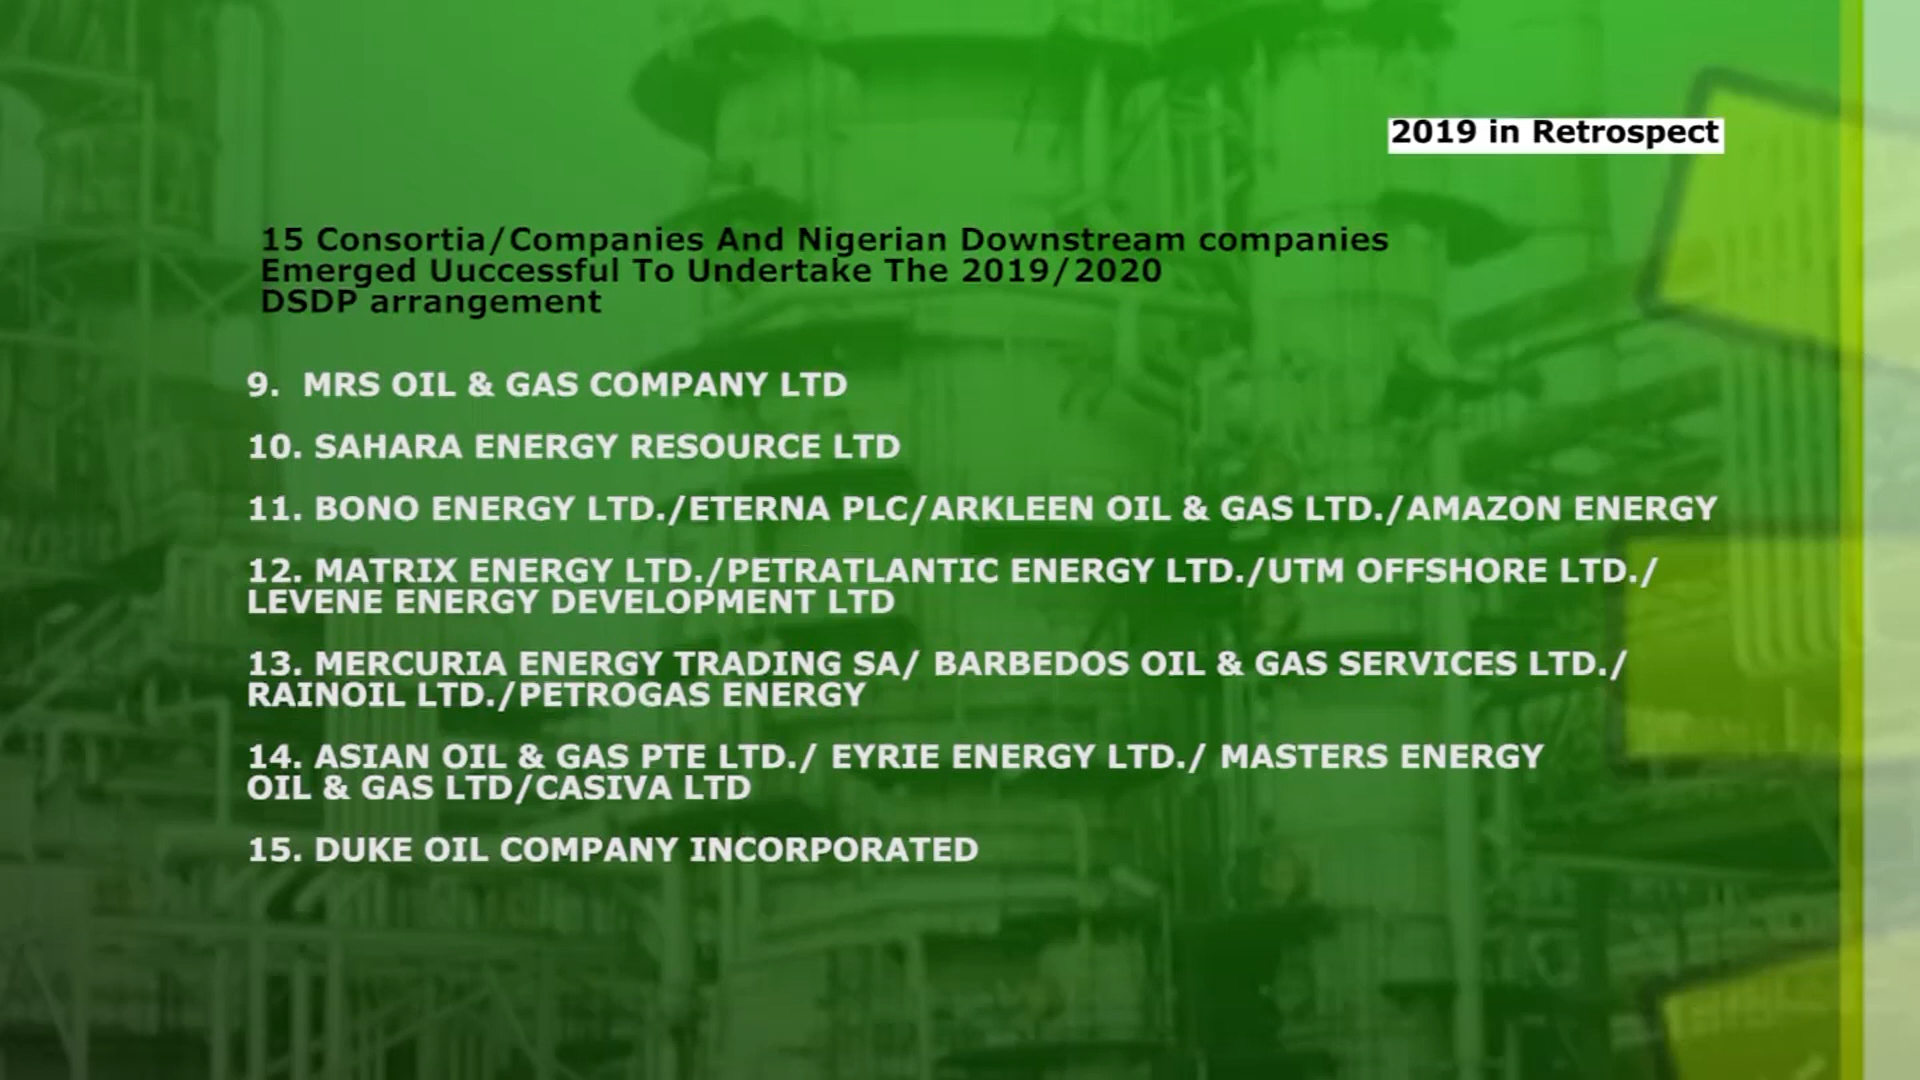 2019 in Retrospect
15 Consortia/Companies And Nigerian Downstream companies
Emerged Uuccessful To Undertake The 2019/2020
DSDP arrangement
9. MRS OIL & GAS COMPANY LTD
10. SAHARA ENERGY RESOURCE LTD
11. BONO ENERGY LTD./ETERNA PLC/ARKLEEN OIL & GAS LTD./AMAZON ENERGY
12. MATRIX ENERGY LTD./PETRATLANTIC ENERGY LTD./UTM OFFSHORE LTD./
LEVENE ENERGY DEVELOPMENT LTD
13. MERCURIA ENERGY TRADING SA/ BARBEDOS OIL & GAS SERVICES LTD./
RAINOIL LTD./PETROGAS ENERGY
14. ASIAN OIL & GAS PTE LTD./ EYRIE ENERGY LTD./ MASTERS ENERGY
OIL & GAS LTD/CASIVA LTD
15. DUKE OIL COMPANY INCORPORATED